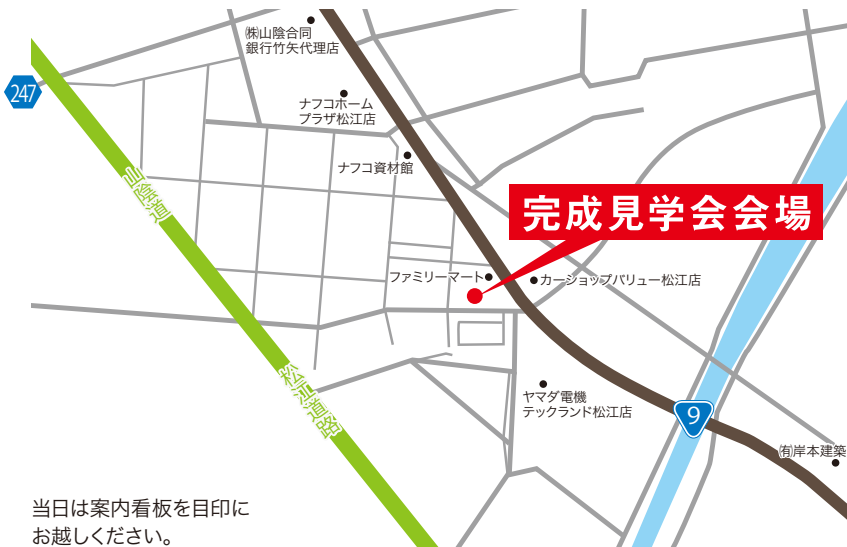 ㈱山陰合同
銀行竹矢代理店
247
ナフコホーム
プラザ松江店
ナフコ資材館
山陰道
完成見学会会場
ファミリーマート
カーショップバリュー松江店
松江道路
ヤマダ電機
テックランド松江店
9
㈲岸本建築
当日は案内看板を目印に
お越しください。